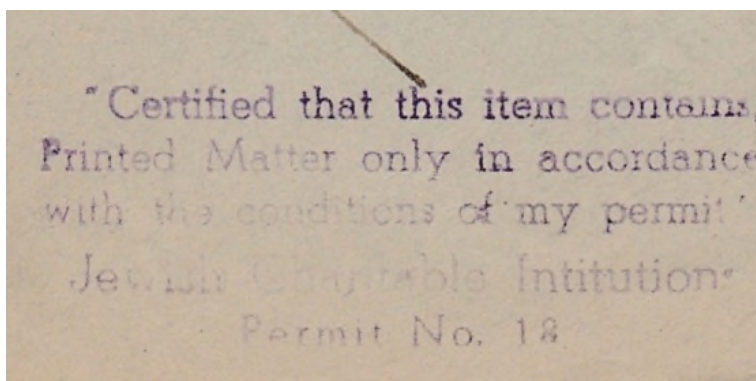 "Certified that this item contains,
Printed Matter only in accordance
with the conditions of my permit"
Jewish Charitable Intitutions
Permit No. 18